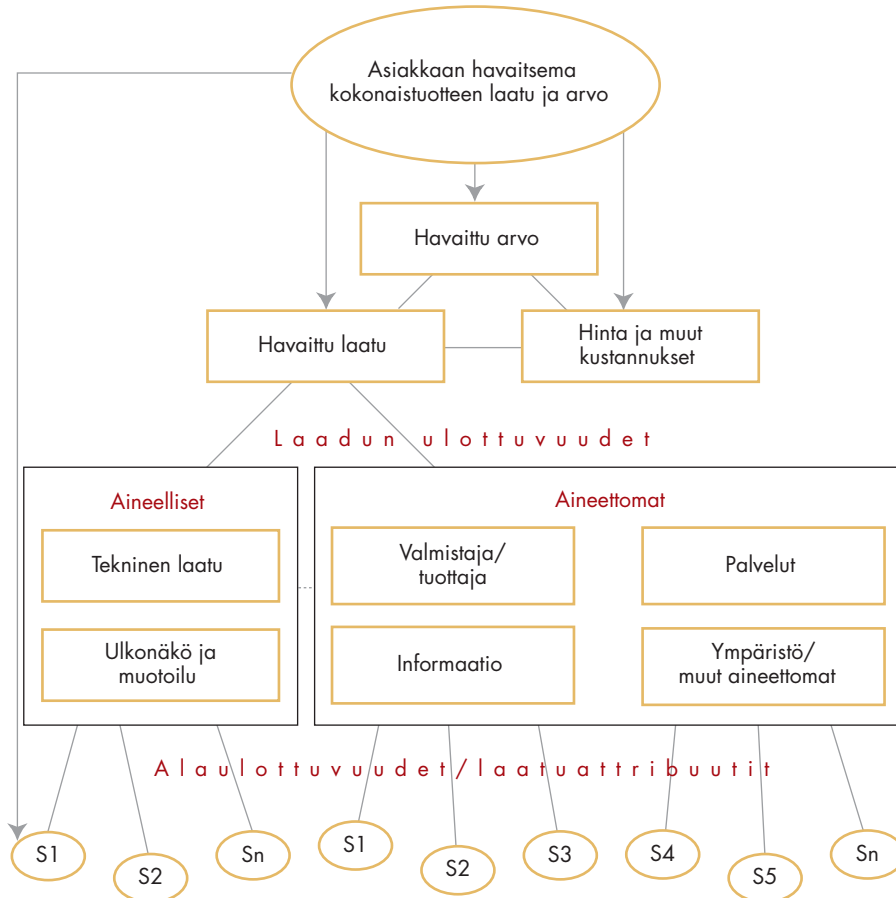 Asiakkaan havaitsema
kokonaistuotteen laatu ja arvo
Havaittu arvo
Havaittu laatu
Hinta ja muut
kustannukset
Laadun ulottuvuudet
Aineelliset
Aineettomat
Tekninen laatu
Valmistaja/
tuottaja
Palvelut
Ulkonäkö ja
muotoilu
Informaatio
Ympäristö/
muut aineettomat
Alaulottuvuudet/laatuattribuutit
S1
S2
Sn
S1
S2
S3
S4
S5
Sn